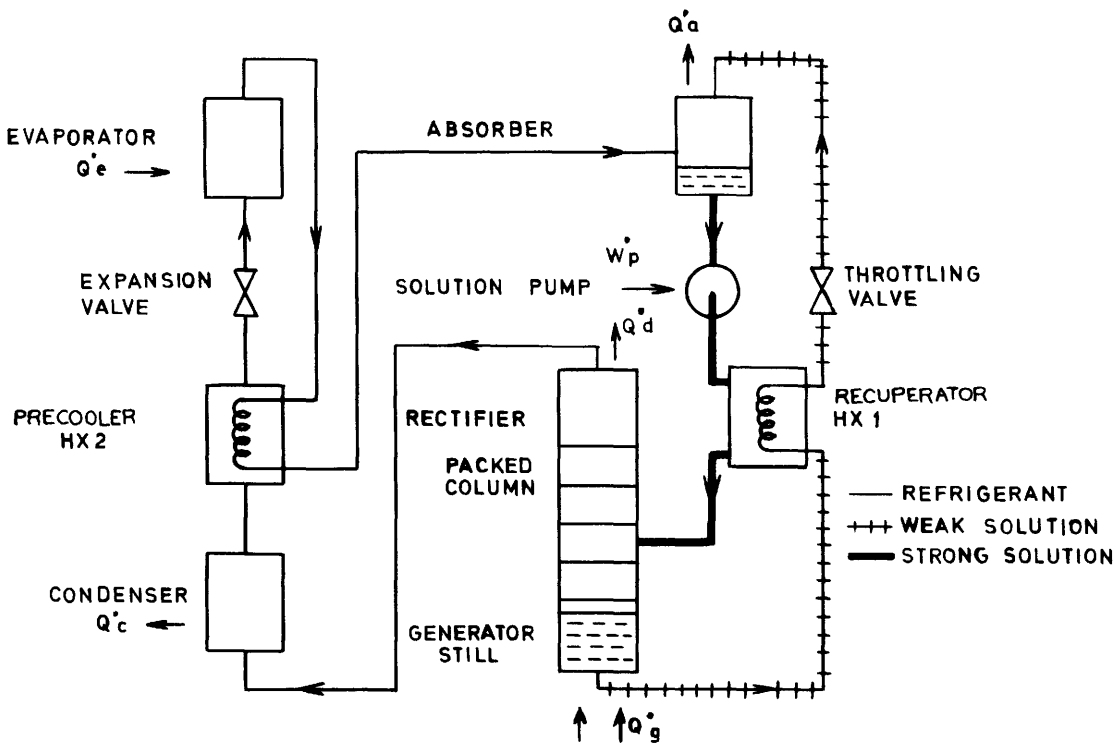 Q°a
EVAPORATOR
Q°e
ABSORBER
EXPANSION
VALVE
W°p
SOLUTION PUMP
Q°d
THROTTLING
VALVE
PRECOOLER
HX 2
RECTIFIER
RECUPERATOR
HX 1
PACKED
COLUMN
REFRIGERANT
WEAK SOLUTION
STRONG SOLUTION
CONDENSER
Q°c
GENERATOR
STILL
Q°g